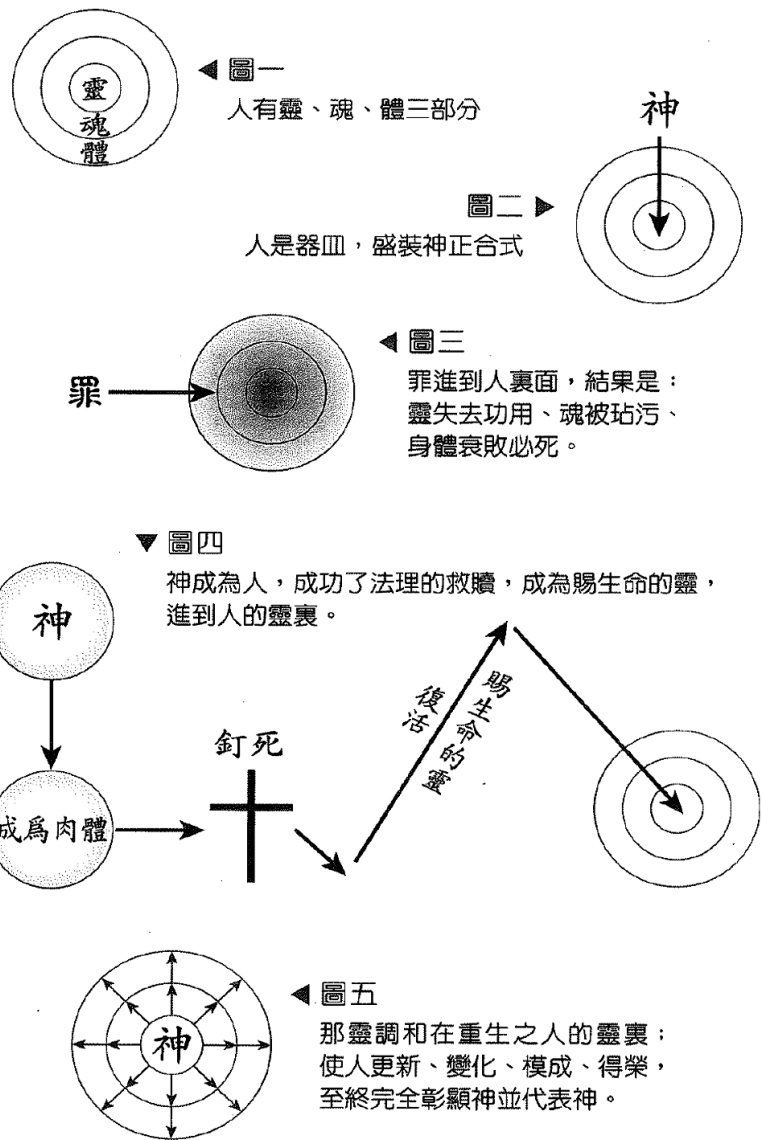 靈
魂
體
圖一
人有靈、魂、體三部分
神
圖二
人是器皿，盛裝神正合式
罪
圖三
罪進到人裏面，結果是：
靈失去功用、魂被玷污、
身體衰敗必死。
圖四
神成為人，成功了法理的救贖，成為賜生命的靈，
進到人的靈裏。
神
成爲肉體
釘死
復活
賜生命的靈
神
圖五
那靈調和在重生之人的靈裏；
使人更新、變化、模成、得榮，
至終完全彰顯神並代表神。